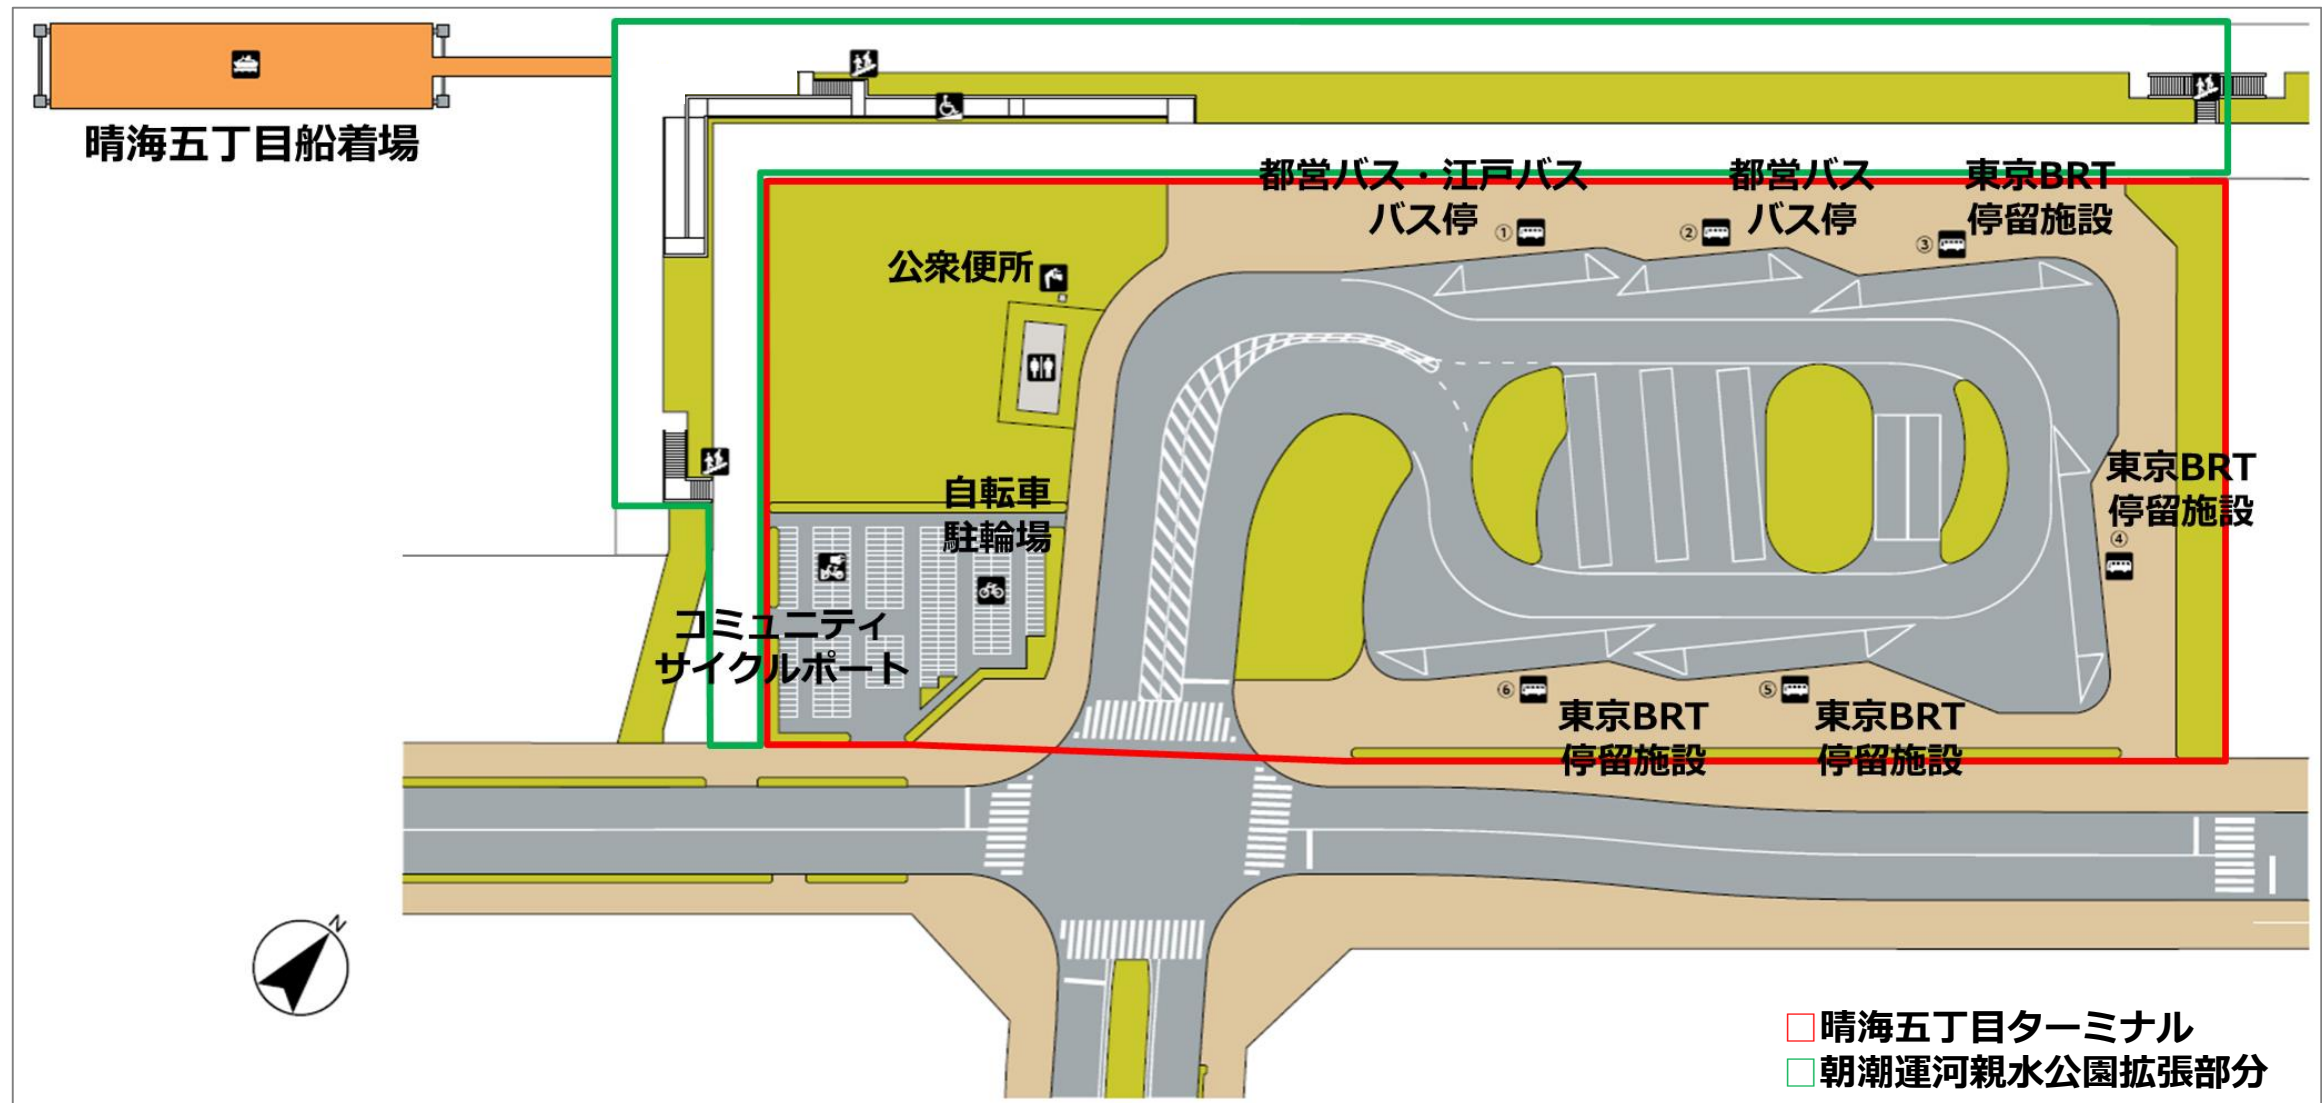 晴海五丁目船着場
都営バス・江戸バス
バス停
①
都営バス
バス停
②
東京BRT
停留施設
③
公衆便所
東京BRT
停留施設
④
自転車
駐輪場
コミュニティ
サイクルポート
⑥
東京BRT
停留施設
⑤
東京BRT
停留施設
N
□晴海五丁目ターミナル
□朝潮運河親水公園拡張部分